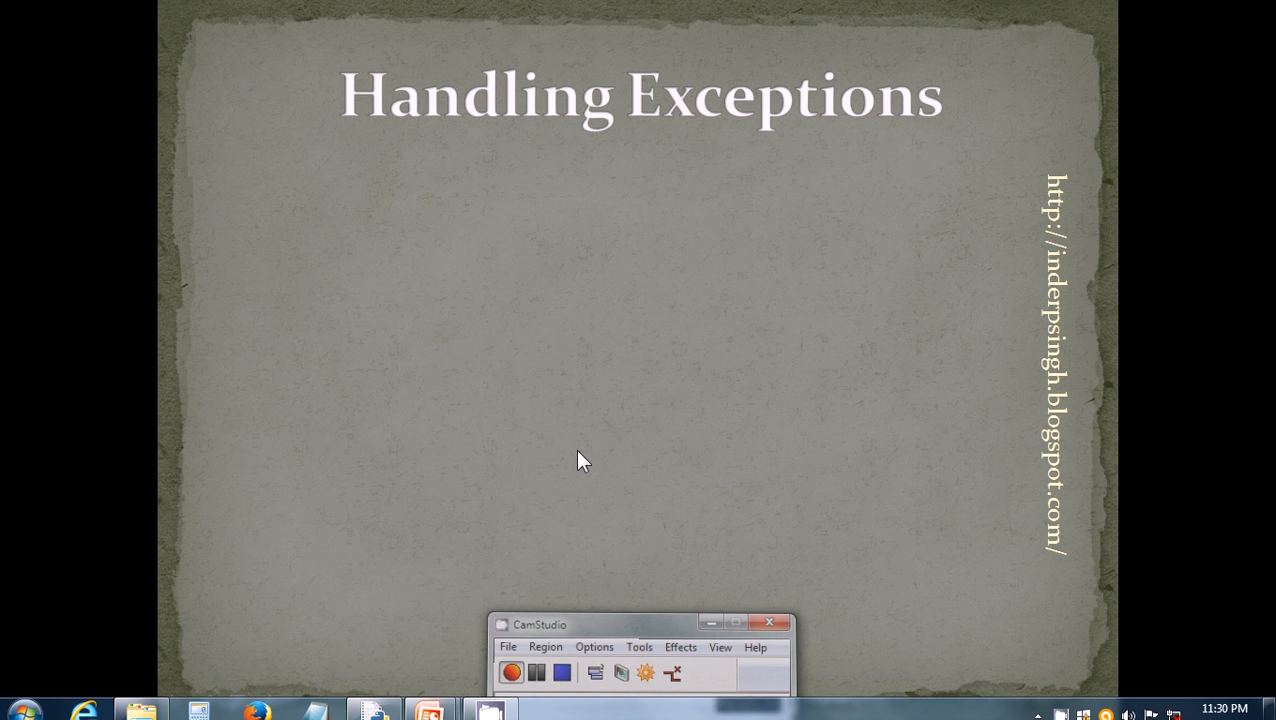 Handling Exceptions
http://inderpsingh.blogspot.com/
CamStudio
File Region Options Tools Effects View Help
11:30 PM